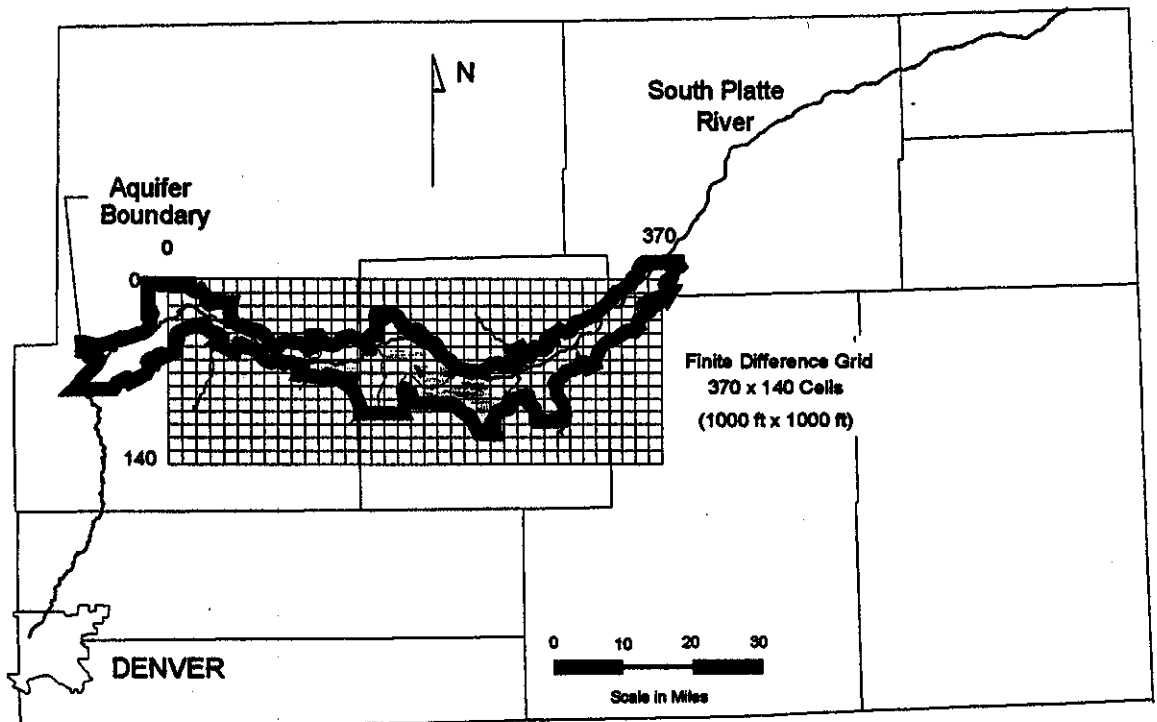 N
South Platte
River
Aquifer
Boundary
0
370
0
Finite Difference Grid
370 x 140 Cells
(1000 ft x 1000 ft)
140
0 10 20 30
Scale in Miles
DENVER